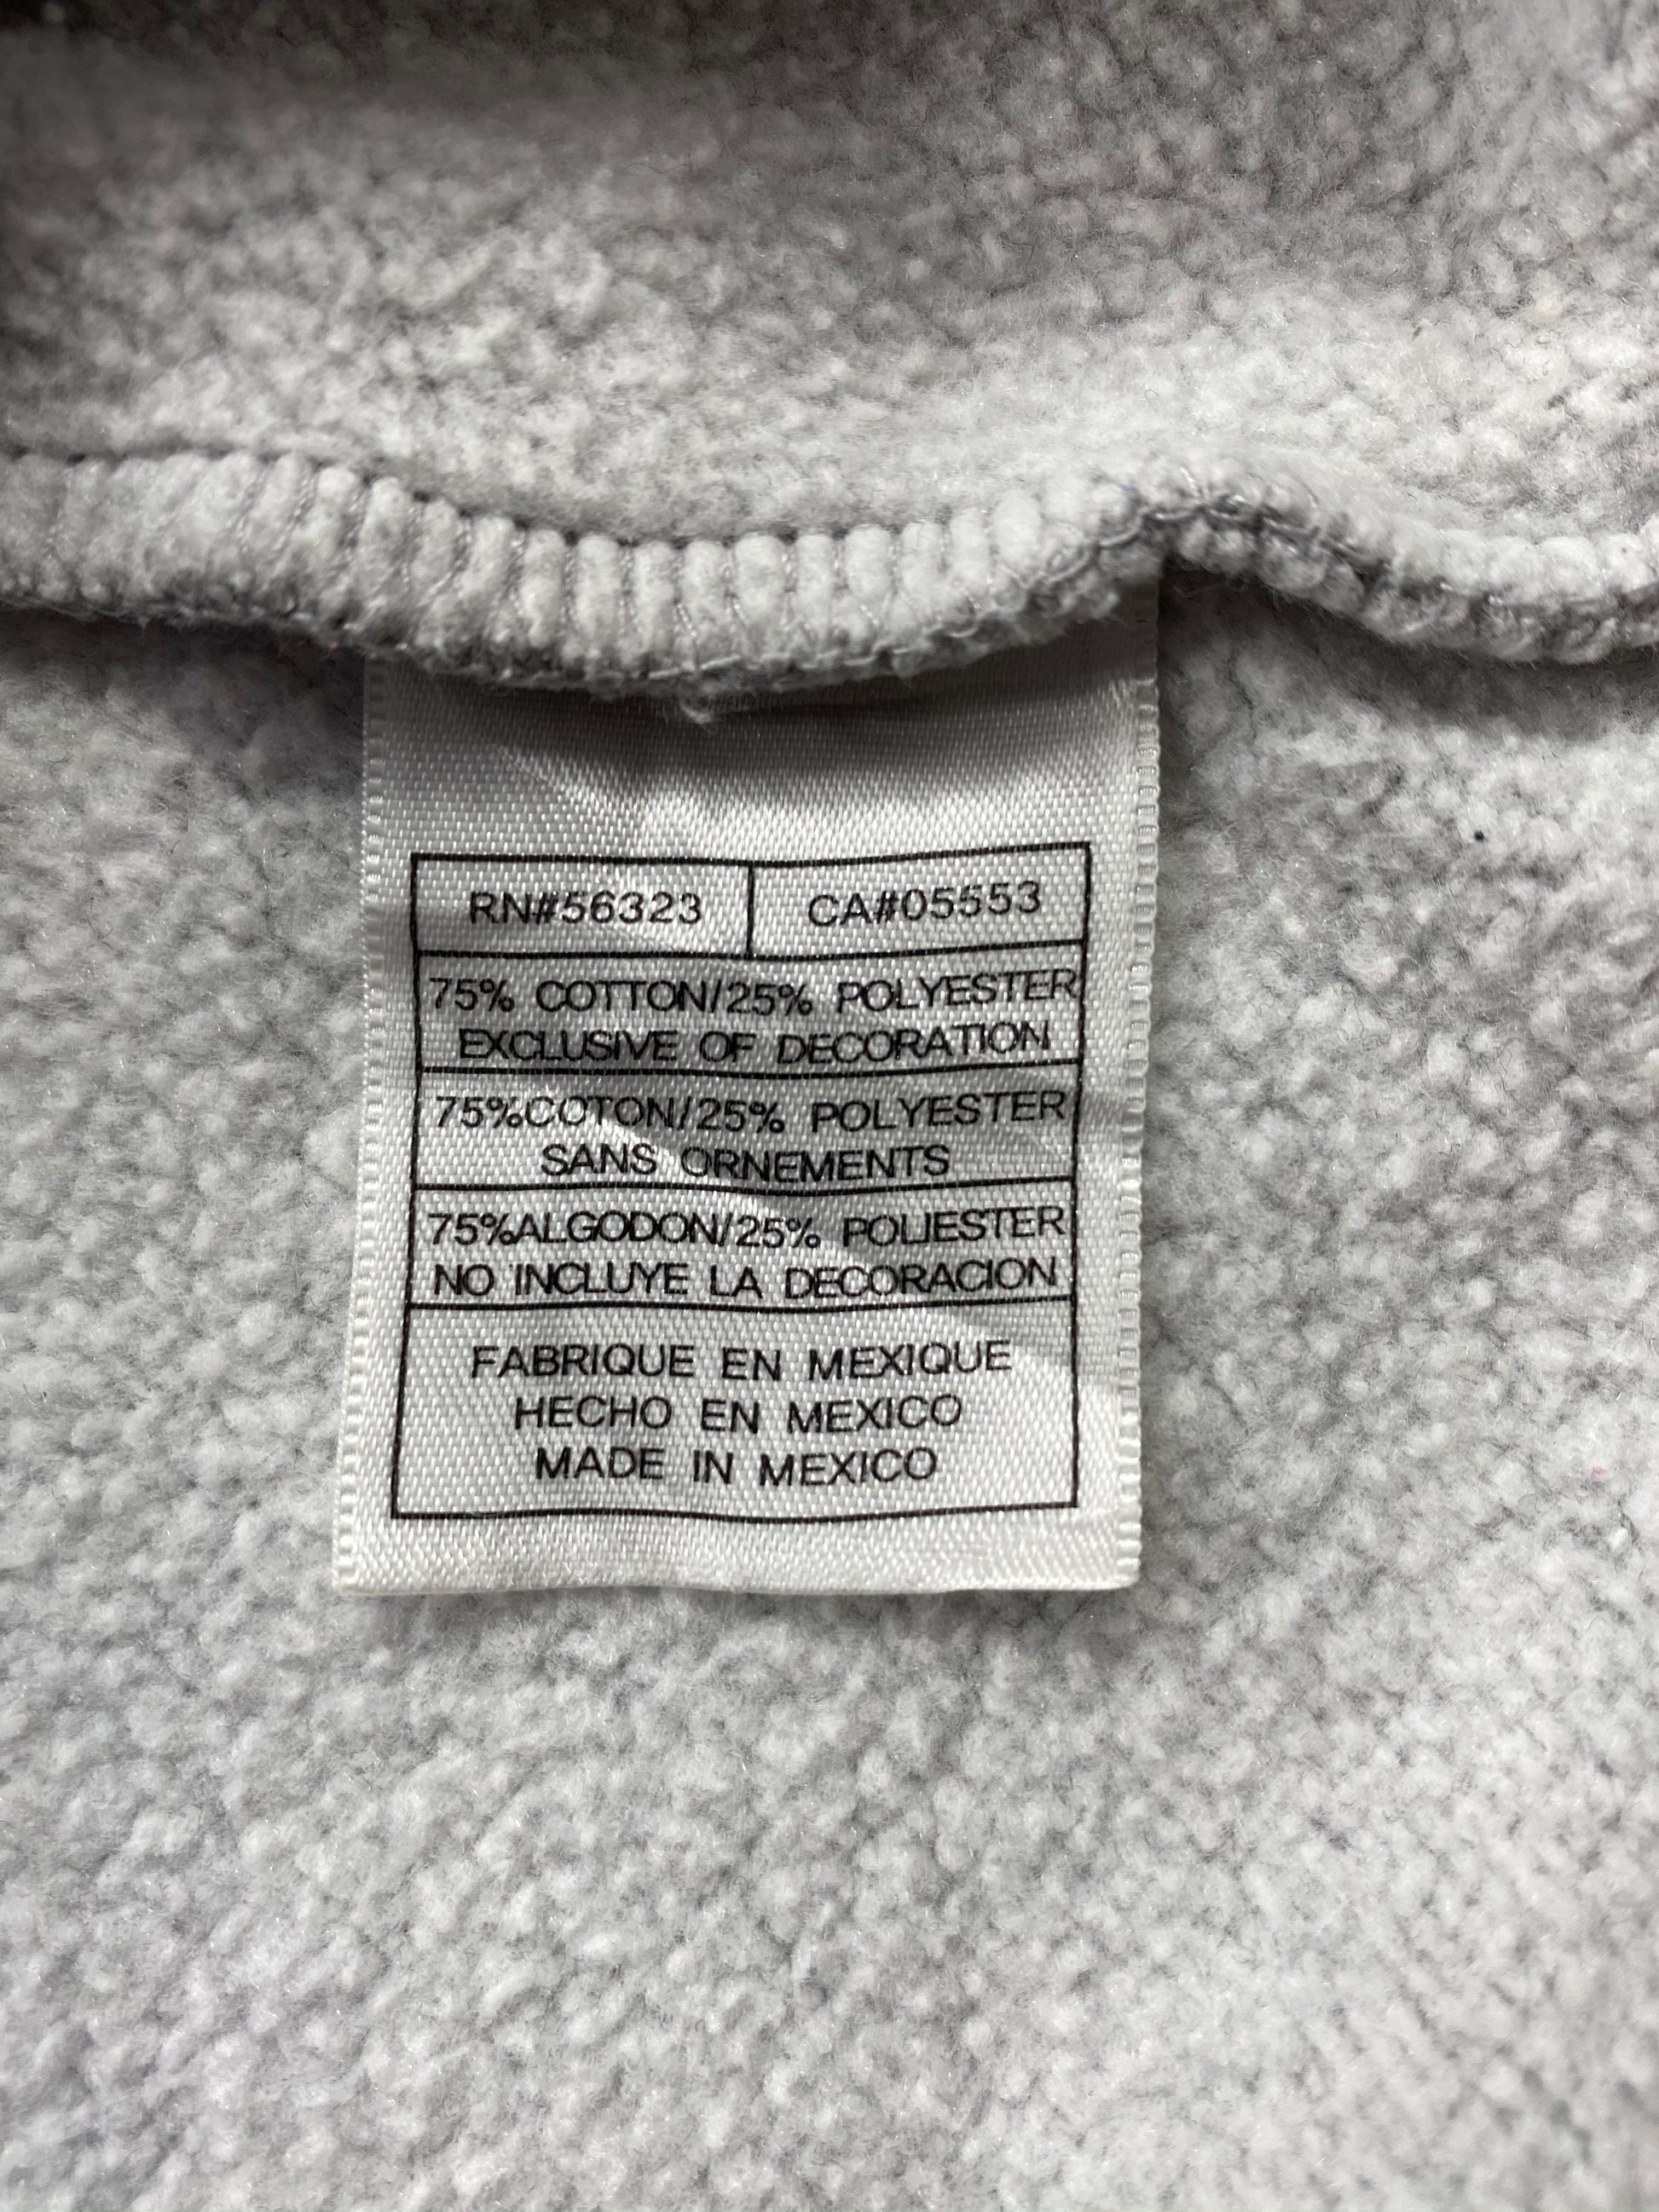 RN#56323 CA#05553
75% COTTON/25% POLYESTER
EXCLUSIVE OF DECORATION
75%COTON/25% POLYESTER
SANS ORNEMENTS
75%ALGODON/25% POLIESTER
NO INCLUYE LA DECORACION
FABRIQUE EN MEXIQUE
HECHO EN MEXICO
MADE IN MEXICO